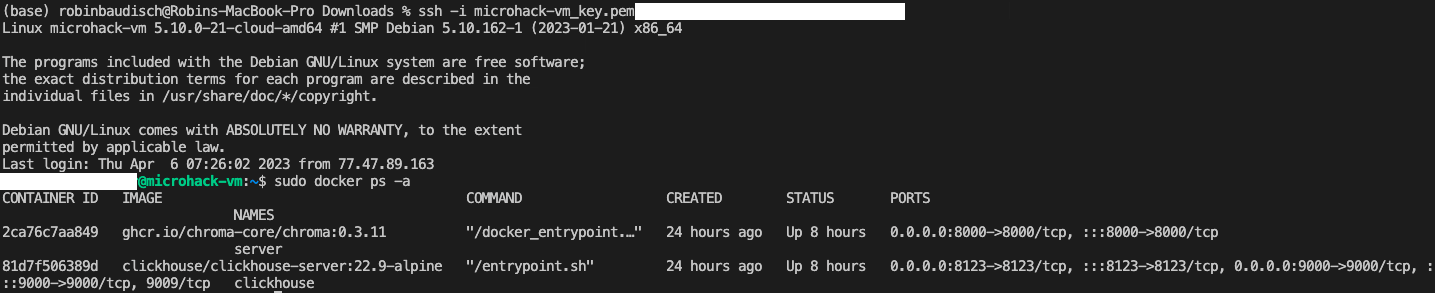 (base) robinbaudisch@Robins-MacBook-Pro Downloads % ssh -i microhack-vm_key.pem
Linux microhack-vm 5.10.0-21-cloud-amd64 #1 SMP Debian 5.10.162-1 (2023-01-21) x86_64
The programs included with the Debian GNU/Linux system are free software;
the exact distribution terms for each program are described in the
individual files in /usr/share/doc/*/copyright.
Debian GNU/Linux comes with ABSOLUTELY NO WARRANTY, to the extent
permitted by applicable law.
Last login: Thu Apr  6 07:26:02 2023 from 77.47.89.163
@microhack-vm:~$ sudo docker ps -a
CONTAINER ID   IMAGE                                      COMMAND                  CREATED        STATUS       PORTS
NAMES
2ca76c7aa849   ghcr.io/chroma-core/chroma:0.3.11          "/docker_entrypoint.…"   24 hours ago   Up 8 hours   0.0.0.0:8000->8000/tcp, :::8000->8000/tcp
server
81d7f506389d   clickhouse/clickhouse-server:22.9-alpine   "/entrypoint.sh"         24 hours ago   Up 8 hours   0.0.0.0:8123->8123/tcp, :::8123->8123/tcp, 0.0.0.0:9000->9000/tcp, :
::9000->9000/tcp, 9009/tcp   clickhouse